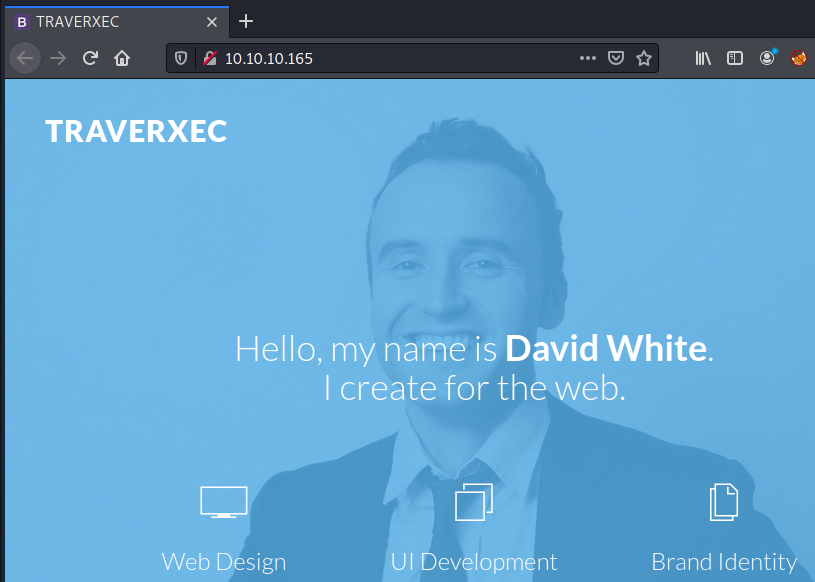 TRAVERXEC
10.10.10.165
TRAVERXEC
Hello, my name is David White.
I create for the web.
Web Design UI Development Brand Identity